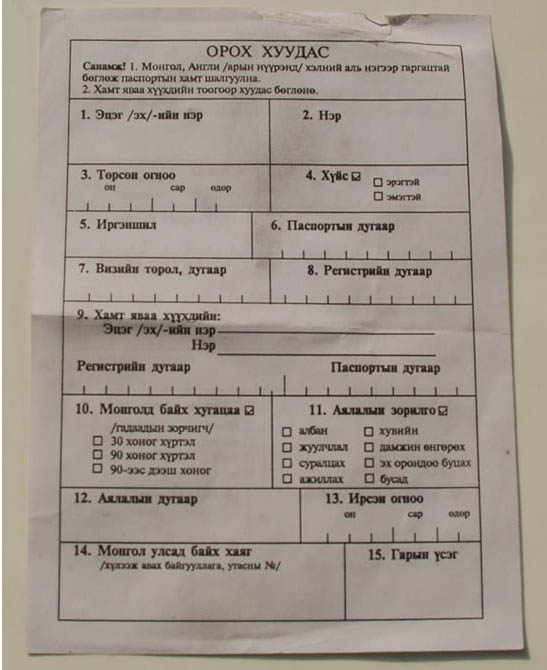 ОРОХ ХУУДАС
Санамж! 1. Монгол, Англи /арын нүүрэнд/ хэлний аль нэгээр гаргацтай
бөглөж паспортын хамт шалгуулна.
2. Хамт яваа хүүхдийн тоогоор хуудас бөглөнө.
1. Эцэг /эх/-ийн нэр
2. Нэр
3. Төрсон огноо
он сар өдөр
4. Хүйс
эрэгтэй
эмэгтэй
5. Иргэншил
6. Паспортын дугаар
7. Визийн төрөл, дугаар
8. Регистрийн дугаар
9. Хамт яваа хүүхдийн:
Эцэг /эх/-ийн нэр
Нэр
Регистрийн дугаар
Паспортын дугаар
10. Монголд байх хугацаа
/гадаадын зорчигч/
30 хоног хүртэл
90 хоног хүртэл
90-ээс дээш хоног
11. Аялалын зорилго
албан
жуулчлал
суралцах
ажиллах
хувийн
дамжин өнгөрөх
эх орондоо буцах
бусад
12. Аялалын дугаар
13. Ирсэн огноо
он сар өдөр
14. Монгол улсад байх хаяг
/хүлээж авах байгууллага, утасны №/
15. Гарын үсэг